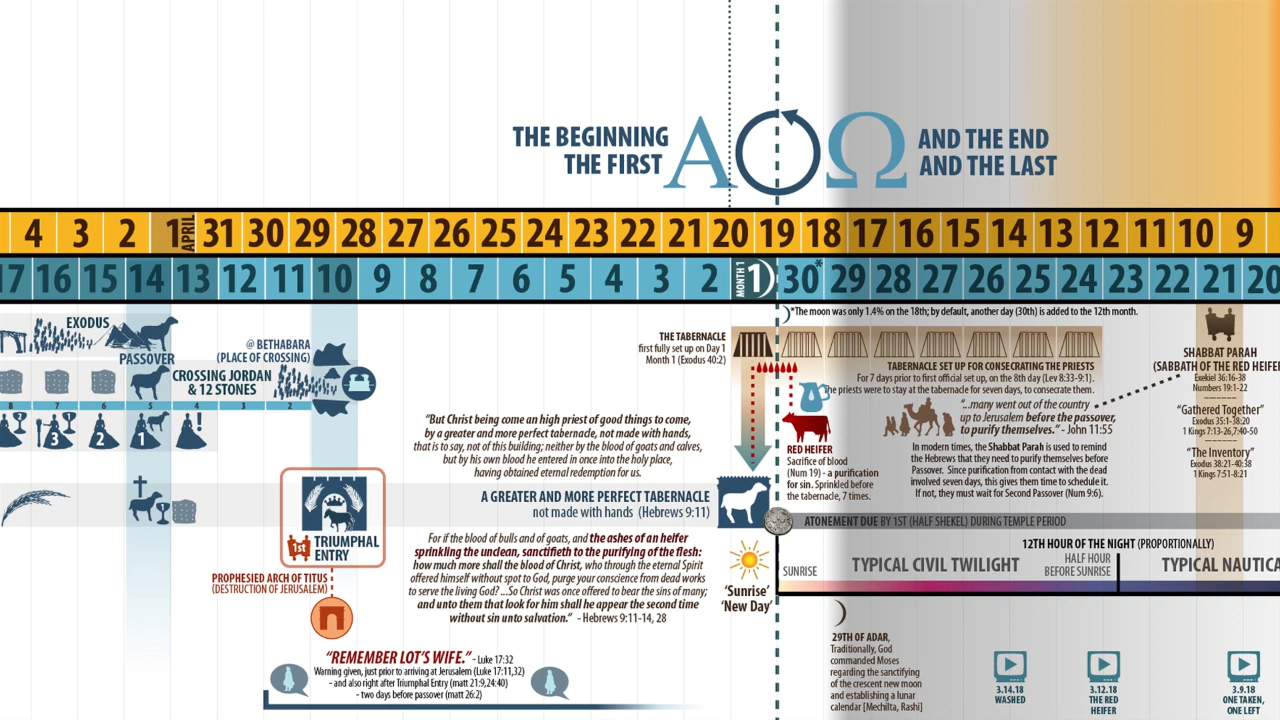 THE BEGINNING
THE FIRST
Α
Ω
AND THE END
AND THE LAST
4 3 2 1 APRIL 31 30 29 28 27 26 25 24 23 22 21 20 19 18 17 16 15 14 13 12 11 10 9
17 16 15 14 13 12 11 10 9 8 7 6 5 4 3 2 MONTH 1 1 30* 29 28 27 26 25 24 23 22 21 20
EXODUS
PASSOVER
@ BETHABARA
(PLACE OF CROSSING)
CROSSING JORDAN
& 12 STONES
8 7 6 5 4 3 2
3 2 1 !
1st TRIUMPHAL
ENTRY
PROPHESIED ARCH OF TITUS
(DESTRUCTION OF JERUSALEM)
"REMEMBER LOT'S WIFE." - Luke 17:32
Warning given, just prior to arriving at Jerusalem (Luke 17:11,32)
- and also right after Triumphal Entry (matt 21:9,24:40)
- two days before passover (matt 26:2)
"But Christ being come an high priest of good things to come,
by a greater and more perfect tabernacle, not made with hands,
that is to say, not of this building; neither by the blood of goats and calves,
but by his own blood he entered in once into the holy place,
having obtained eternal redemption for us.
A GREATER AND MORE PERFECT TABERNACLE
not made with hands (Hebrews 9:11)
For if the blood of bulls and of goats, and the ashes of an heifer
sprinkling the unclean, sanctifieth to the purifying of the flesh:
how much more shall the blood of Christ, who through the eternal Spirit
offered himself without spot to God, purge your conscience from dead works
to serve the living God? ...So Christ was once offered to bear the sins of many;
and unto them that look for him shall he appear the second time
without sin unto salvation." - Hebrews 9:11-14, 28
THE TABERNACLE
first fully set up on Day 1
Month 1 (Exodus 40:2)
'Sunrise'
'New Day'
*The moon was only 1.4% on the 18th; by default, another day (30th) is added to the 12th month.
TABERNACLE SET UP FOR CONSECRATING THE PRIESTS
For 7 days prior to first official set up, on the 8th day (Lev 8:33-9:1).
The priests were to stay at the tabernacle for seven days, to consecrate them.
"...many went out of the country
up to Jerusalem before the passover,
to purify themselves." - John 11:55
RED HEIFER
Sacrifice of blood
(Num 19) - a purification
for sin. Sprinkled before
the tabernacle, 7 times.
In modern times, the Shabbat Parah is used to remind
the Hebrews that they need to purify themselves before
Passover. Since purification from contact with the dead
involved seven days, this gives them time to schedule it.
If not, they must wait for Second Passover (Num 9:6).
SHABBAT PARAH
(SABBATH OF THE RED HEIFE
Exekiel 36:16-38
Numbers 19:1-22
"Gathered Together"
Exodus 35:1-38:20
1 Kings 7:13-26,7:40-50
"The Inventory"
Exodus 38:21-40:38
1 Kings 7:51-8:21
ATONEMENT DUE BY 1ST (HALF SHEKEL) DURING TEMPLE PERIOD
12TH HOUR OF THE NIGHT (PROPORTIONALLY)
SUNRISE
TYPICAL CIVIL TWILIGHT
HALF HOUR
BEFORE SUNRISE
TYPICAL NAUTICA
29TH OF ADAR,
Traditionally, God
commanded Moses
regarding the sanctifying
of the crescent new moon
and establishing a lunar
calendar [Mechilta, Rashi]
3.14.18
WASHED
3.12.18
THE RED
HEIFER
3.9.18
ONE TAKEN,
ONE LEFT